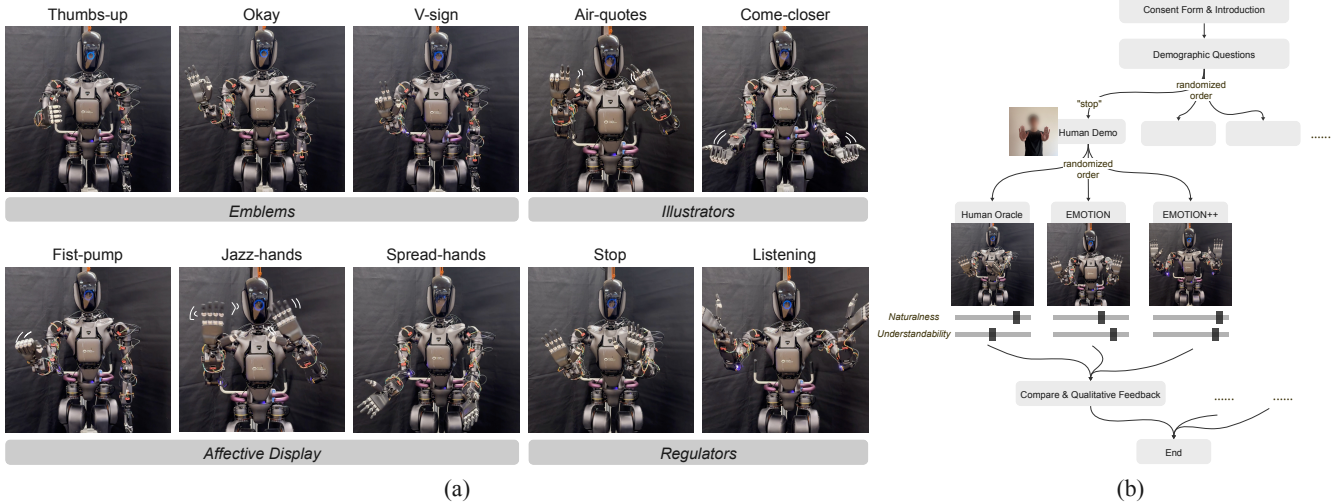 Thumbs-up
Okay
V-sign
Air-quotes
Come-closer
Emblems
Illustrators
Fist-pump
Jazz-hands
Spread-hands
Stop
Listening
Affective Display
Regulators
(a)
Consent Form & Introduction
Demographic Questions
randomized
order
"stop"
Human Demo
......
randomized
order
Human Oracle
EMOTION
EMOTION++
Naturalness
Understandability
Compare & Qualitative Feedback
......
......
End
(b)